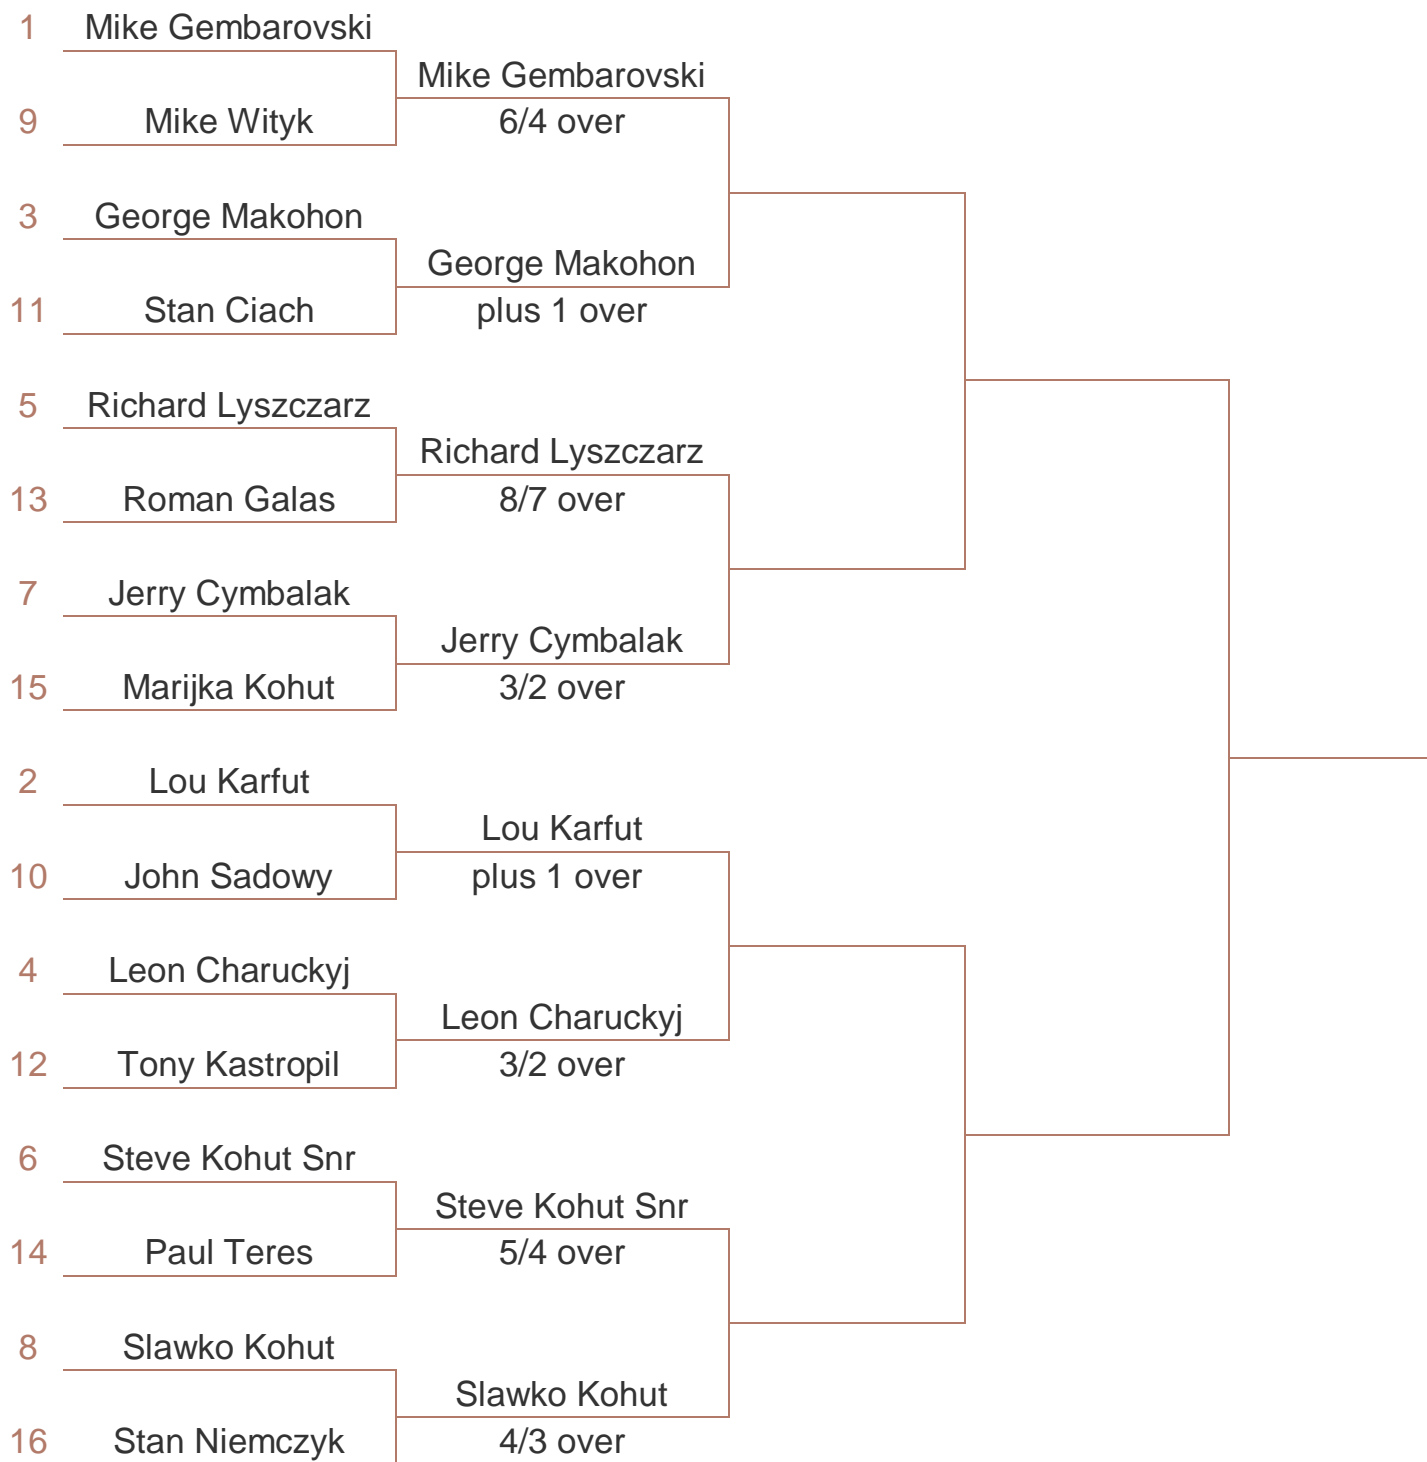 1 Mike Gembarovski
Mike Gembarovski
9 Mike Wityk 6/4 over
3 George Makohon
George Makohon
11 Stan Ciach plus 1 over
5 Richard Lyszczarz
Richard Lyszczarz
13 Roman Galas 8/7 over
7 Jerry Cymbalak
Jerry Cymbalak
15 Marijka Kohut 3/2 over
2 Lou Karfut
Lou Karfut
10 John Sadowy plus 1 over
4 Leon Charuckyj
Leon Charuckyj
12 Tony Kastropil 3/2 over
6 Steve Kohut Snr
Steve Kohut Snr
14 Paul Teres 5/4 over
8 Slawko Kohut
Slawko Kohut
16 Stan Niemczyk 4/3 over